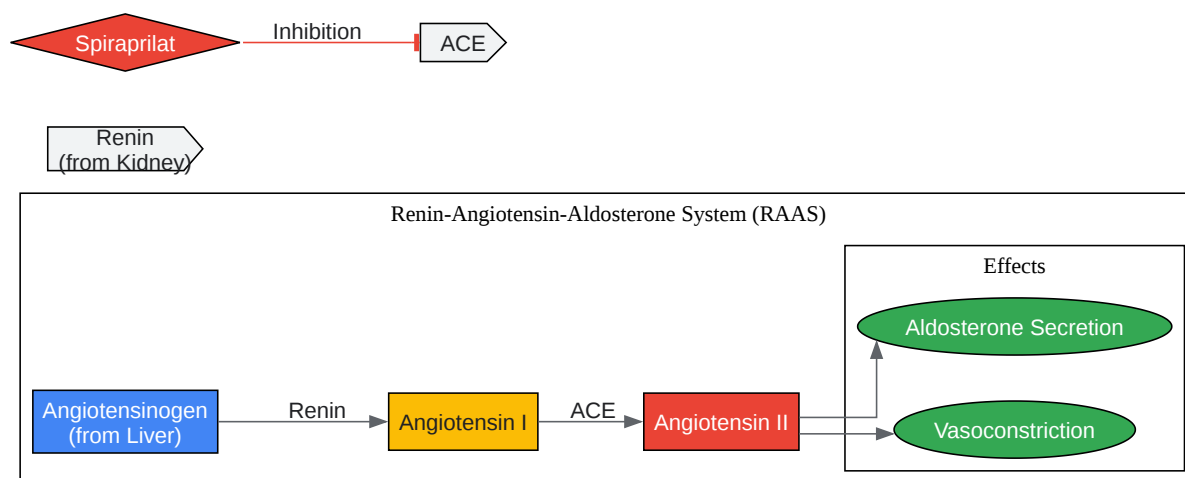 Spiraprilat
Inhibition
ACE
Renin
(from Kidney)
Renin-Angiotensin-Aldosterone System (RAAS)
Effects
Aldosterone Secretion
Angiotensinogen
(from Liver)
Renin
Angiotensin I
ACE
Angiotensin II
Vasoconstriction